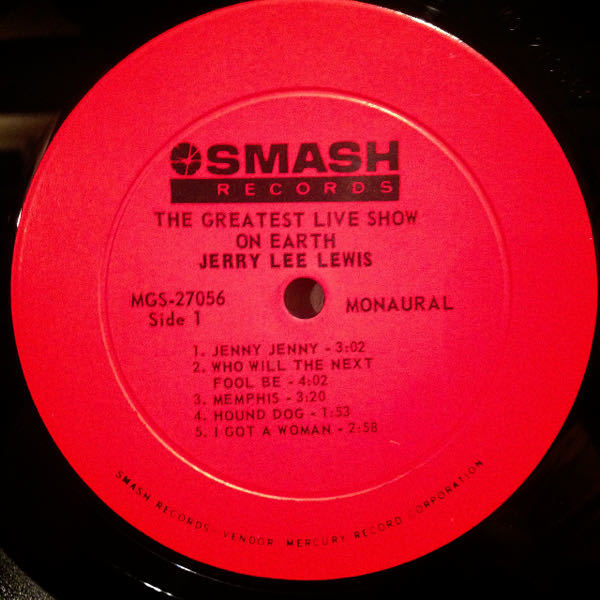 SMASH
RECORDS
THE GREATEST LIVE SHOW
ON EARTH
JERRY LEE LEWIS
MGS-27056
Side 1
MONAURAL
1. JENNY JENNY - 3:02
2. WHO WILL THE NEXT
FOOL BE - 4:02
3. MEMPHIS - 3:20
4. HOUND DOG - 1:53
5. I GOT A WOMAN - 2:58
SMASH RECORDS: VENDOR: MERCURY RECORD CORPORATION